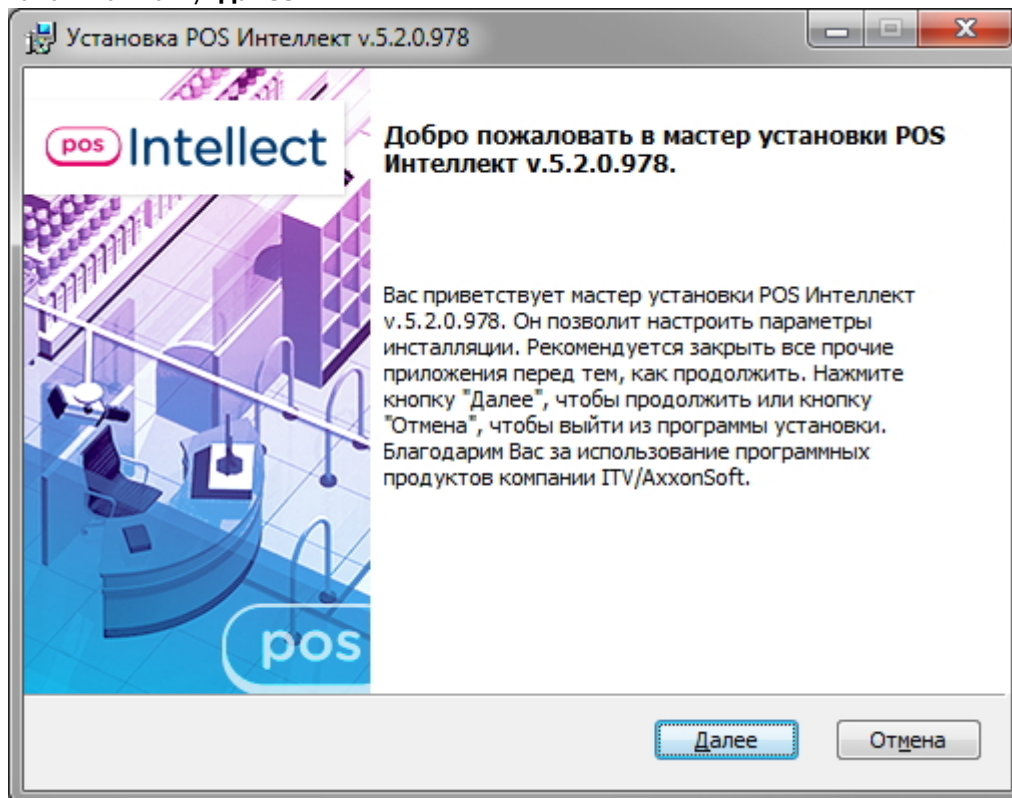 Установка POS Интеллект v.5.2.0.978
pos Intellect
Добро пожаловать в мастер установки POS
Интеллект v.5.2.0.978.
Вас приветствует мастер установки POS Интеллект
v.5.2.0.978. Он позволит настроить параметры
инсталляции. Рекомендуется закрыть все прочие
приложения перед тем, как продолжить. Нажмите
кнопку "Далее", чтобы продолжить или кнопку
"Отмена", чтобы выйти из программы установки.
Благодарим Вас за использование программных
продуктов компании ITV/AxxonSoft.
pos
Далее
Отмена